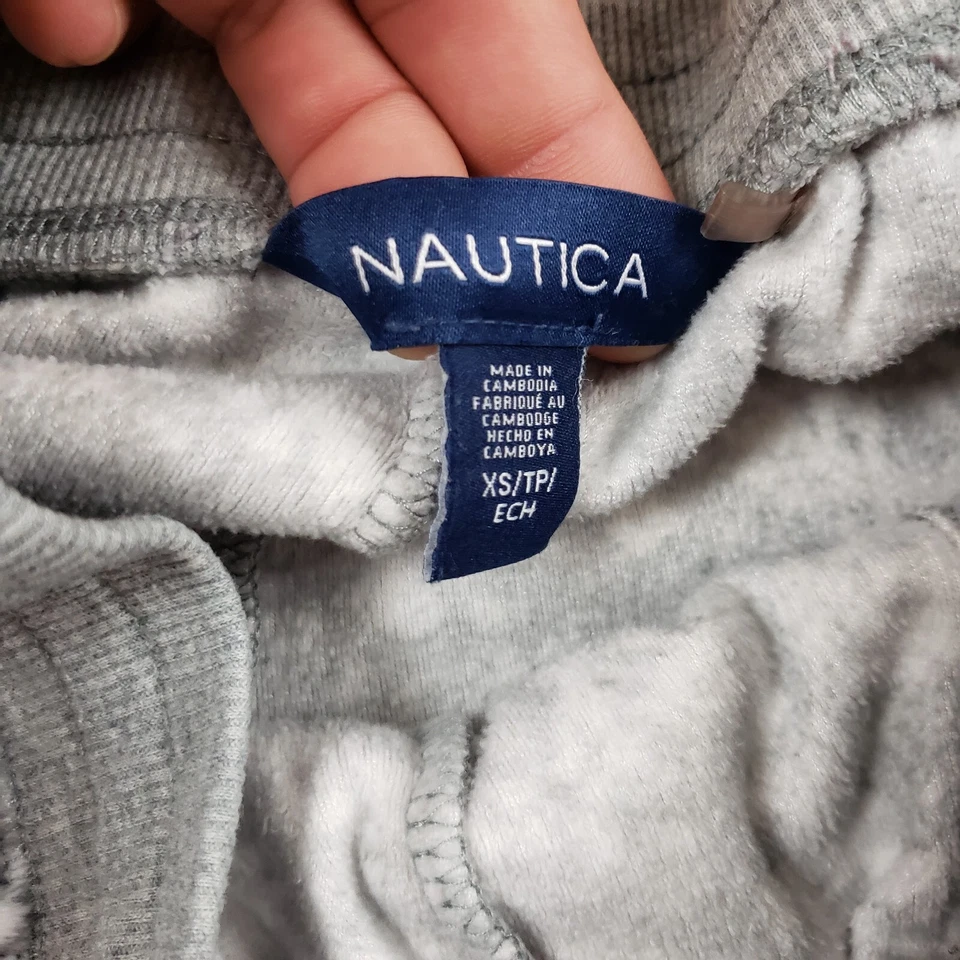 NAUTICA
MADE IN
CAMBODIA
FABRIQUÉ AU
CAMBODGE
HECHO EN
CAMBOYA
XS/TP/
ECH